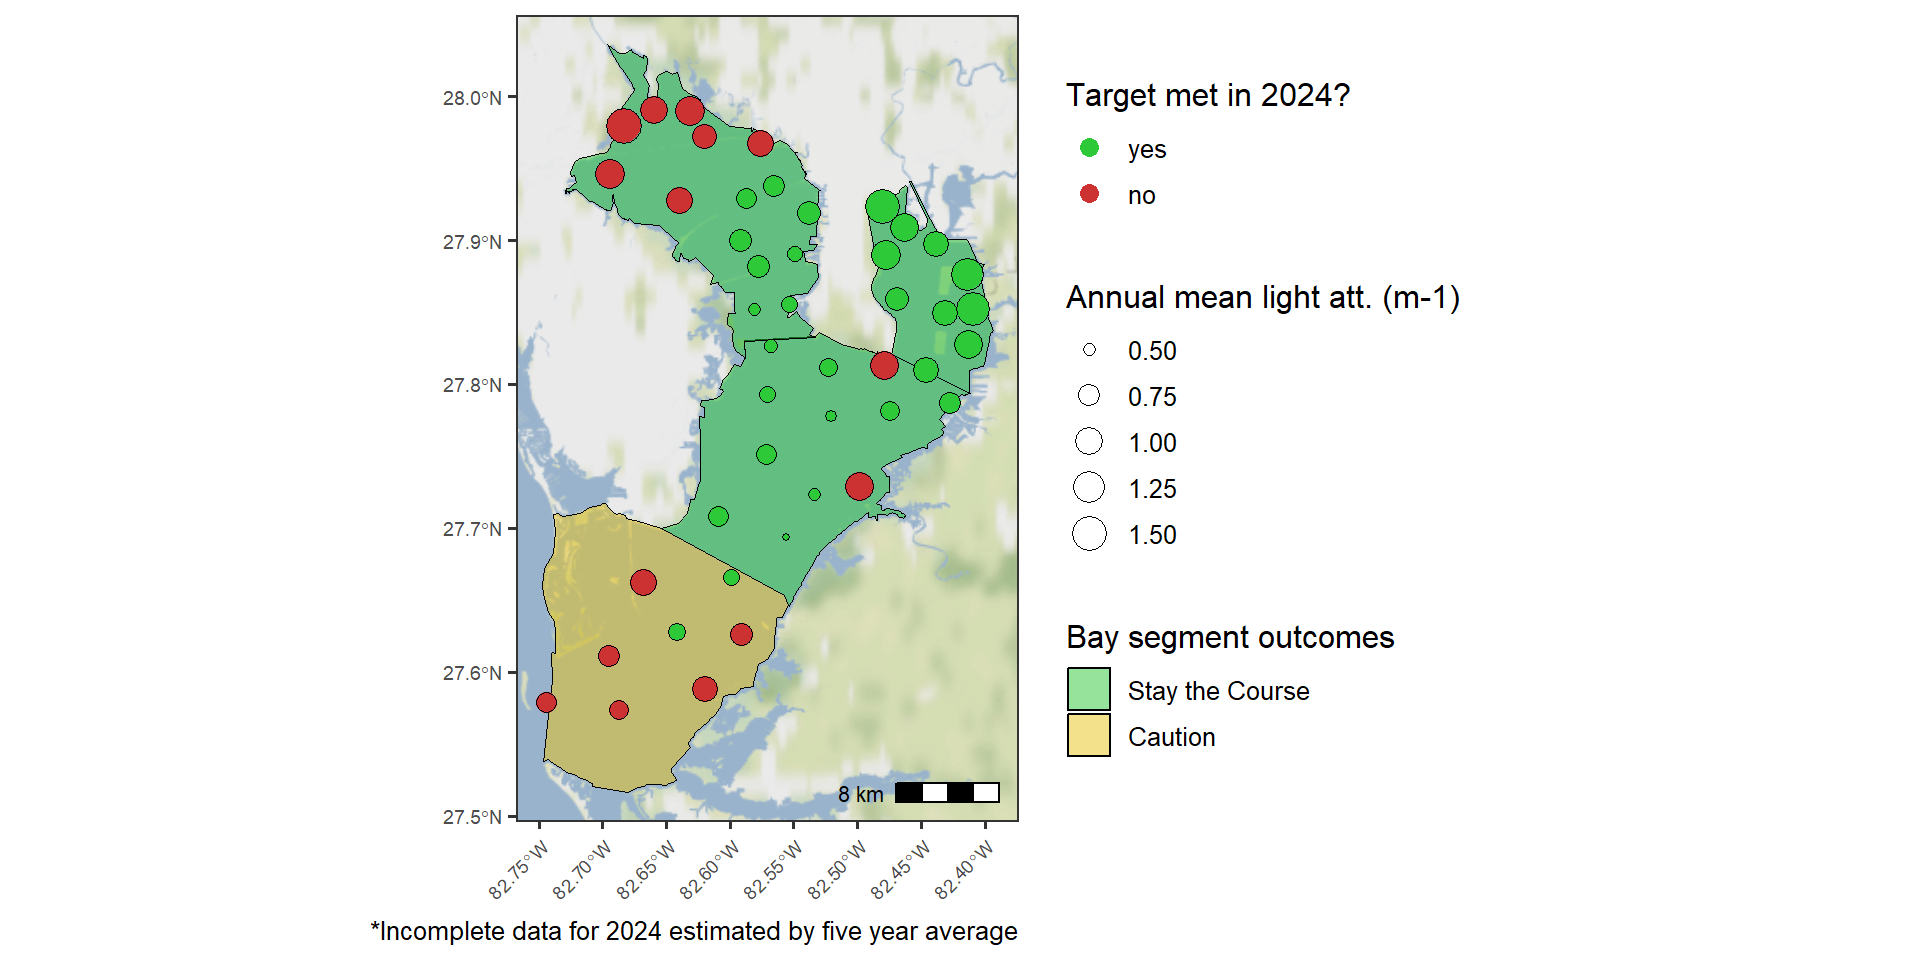 28.0°N
27.9°N
27.8°N
27.7°N
27.6°N
27.5°N
82.75°W
82.70°W
82.65°W
82.60°W
82.55°W
82.50°W
82.45°W
82.40°W
8 km
*Incomplete data for 2024 estimated by five year average
Target met in 2024?
yes
no
Annual mean light att. (m-1)
0.50
0.75
1.00
1.25
1.50
Bay segment outcomes
Stay the Course
Caution